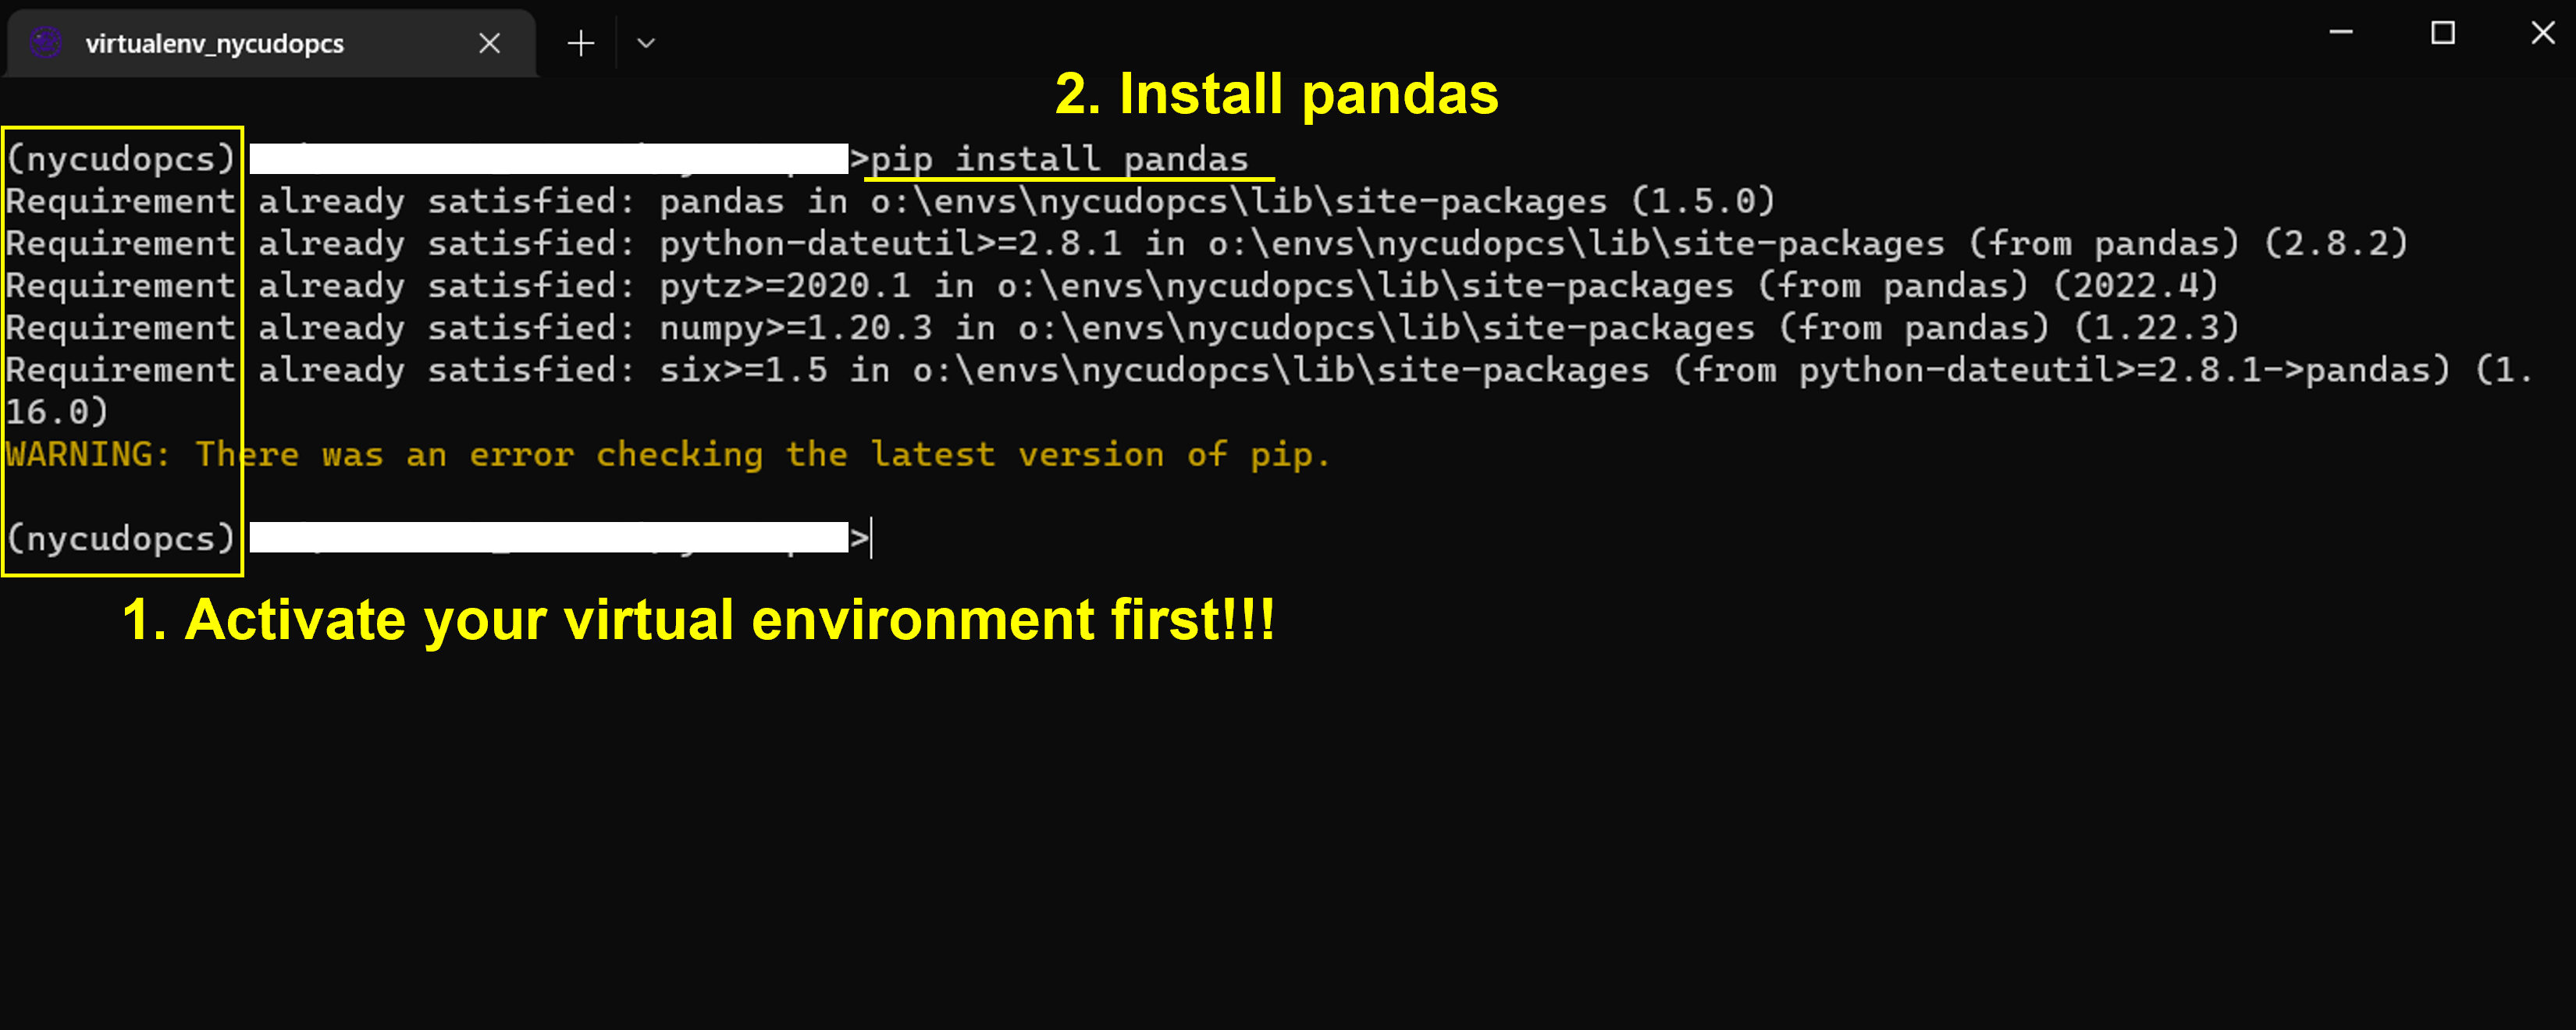 virtualenv_nycudopcs
2. Install pandas
(nycudopcs) >pip install pandas
Requirement already satisfied: pandas in o:\envs\nycudopcs\lib\site-packages (1.5.0)
Requirement already satisfied: python-dateutil>=2.8.1 in o:\envs\nycudopcs\lib\site-packages (from pandas) (2.8.2)
Requirement already satisfied: pytz>=2020.1 in o:\envs\nycudopcs\lib\site-packages (from pandas) (2022.4)
Requirement already satisfied: numpy>=1.20.3 in o:\envs\nycudopcs\lib\site-packages (from pandas) (1.22.3)
Requirement already satisfied: six>=1.5 in o:\envs\nycudopcs\lib\site-packages (from python-dateutil>=2.8.1->pandas) (1.
16.0)
WARNING: There was an error checking the latest version of pip.
(nycudopcs) >
1. Activate your virtual environment first!!!